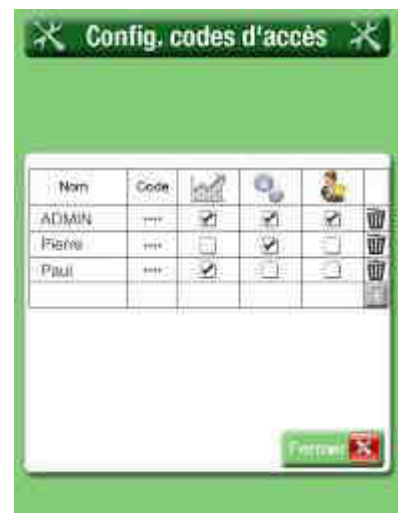 Config. codes d'accès
Nom Code
ADMIN ****
Pierre ****
Paul ****
Fermer